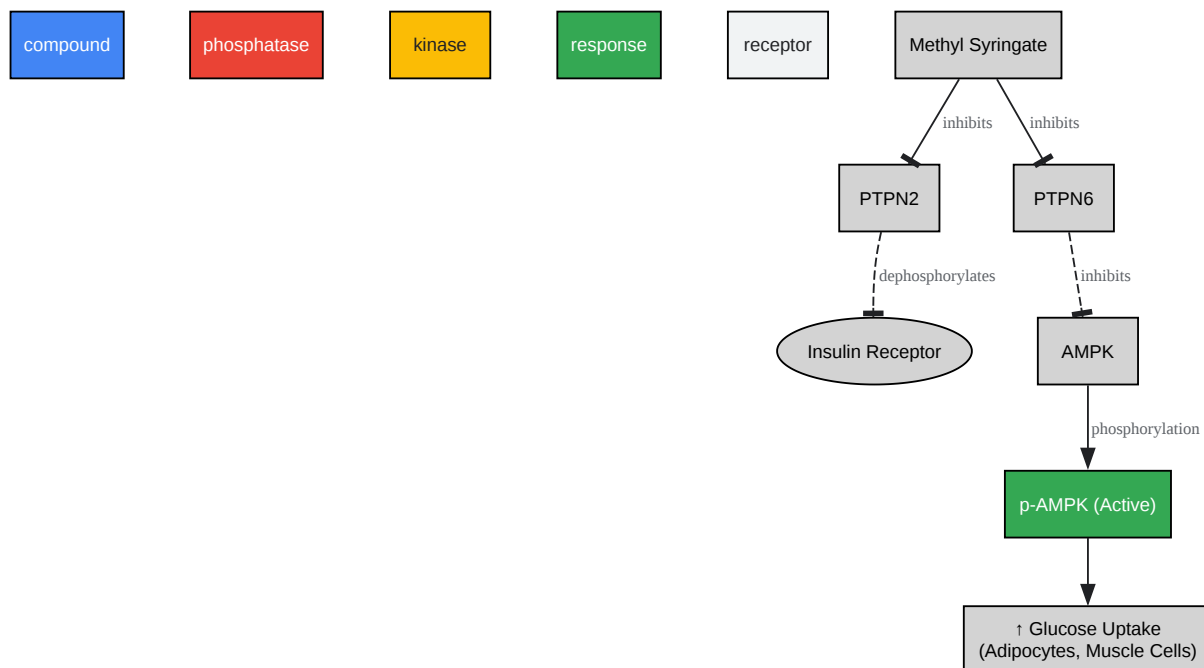 compound
phosphatase
kinase
response
receptor
Methyl Syringate
inhibits
inhibits
PTPN2
PTPN6
dephosphorylates
inhibits
Insulin Receptor
AMPK
phosphorylation
p-AMPK (Active)
↑ Glucose Uptake
(Adipocytes, Muscle Cells)